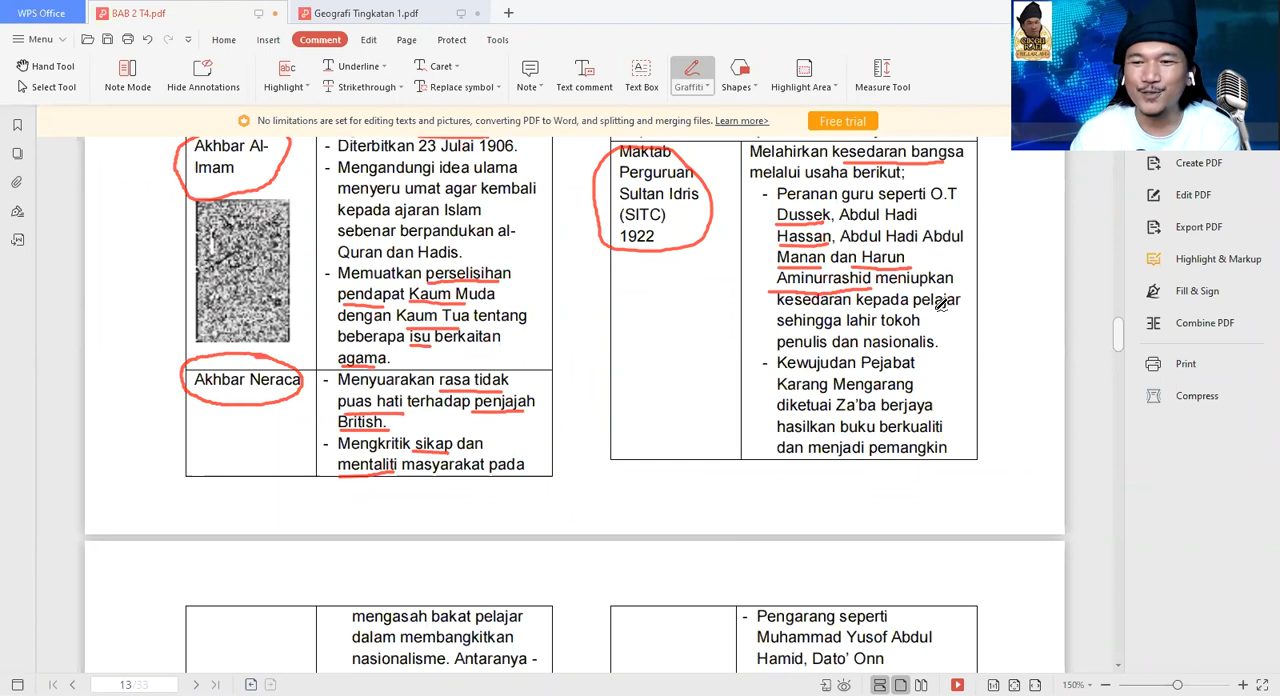 WPS Office
BAB 2 T4.pdf
Geografi Tingkatan 1.pdf
Menu
Home
Insert
Comment
Edit
Page
Protect
Tools
Hand Tool
Select Tool
Note Mode
Hide Annotations
Highlight
Underline
Strikethrough
Caret
Replace symbol
Note
Text comment
Text Box
Graffiti
Shapes
Highlight Area
Measure Tool
No limitations are set for editing texts and pictures, converting PDF to Word, and splitting and merging files. Learn more>
Free trial
Akhbar Al-
Imam
- Diterbitkan 23 Julai 1906.
- Mengandungi idea ulama
menyeru umat agar kembali
kepada ajaran Islam
sebenar berpandukan al-
Quran dan Hadis.
- Memuatkan perselisihan
pendapat Kaum Muda
dengan Kaum Tua tentang
beberapa isu berkaitan
agama.
Akhbar Neraca
- Menyuarakan rasa tidak
puas hati terhadap penjajah
British.
- Mengkritik sikap dan
mentaliti masyarakat pada
Maktab
Perguruan
Sultan Idris
(SITC)
1922
Melahirkan kesedaran bangsa
melalui usaha berikut;
- Peranan guru seperti O.T
Dussek, Abdul Hadi
Hassan, Abdul Hadi Abdul
Manan dan Harun
Aminurrashid meniupkan
kesedaran kepada pelajar
sehingga lahir tokoh
penulis dan nasionalis.
- Kewujudan Pejabat
Karang Mengarang
diketuai Za'ba berjaya
hasilkan buku berkualiti
dan menjadi pemangkin
mengasah bakat pelajar
dalam membangkitkan
nasionalisme. Antaranya -
- Pengarang seperti
Muhammad Yusof Abdul
Hamid, Dato' Onn
Create PDF
Edit PDF
Export PDF
Highlight & Markup
Fill & Sign
Combine PDF
Print
Compress
13/33
150%